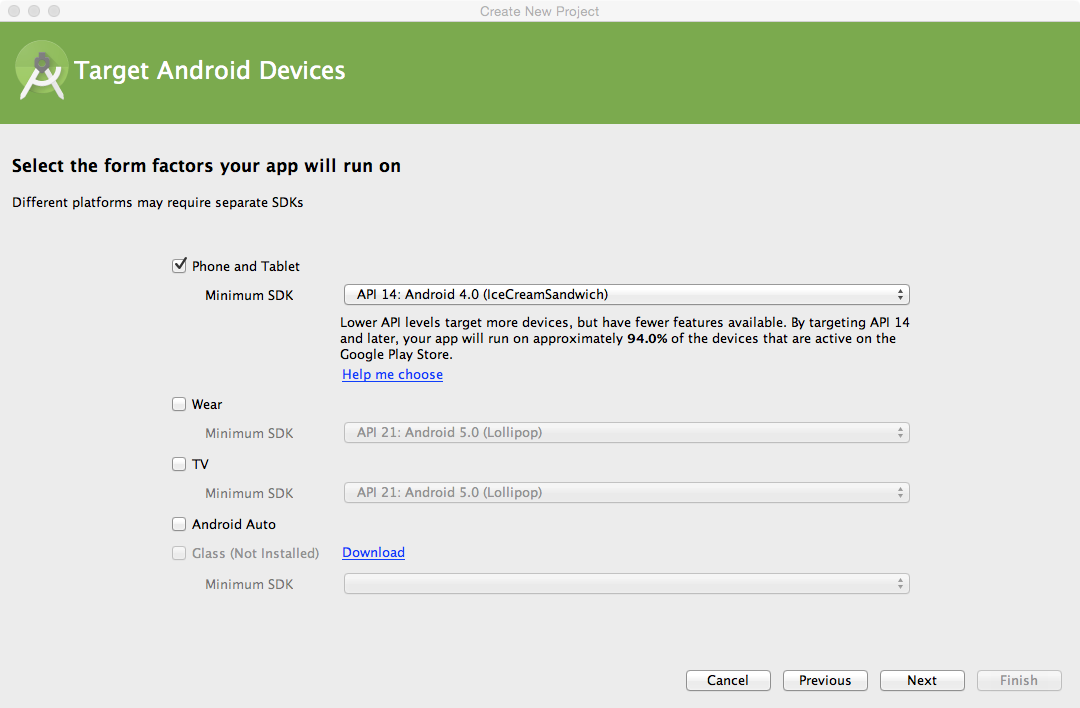 Create New Project
Target Android Devices
Select the form factors your app will run on
Different platforms may require separate SDKs
Phone and Tablet
Minimum SDK API 14: Android 4.0 (IceCreamSandwich)
Lower API levels target more devices, but have fewer features available. By targeting API 14
and later, your app will run on approximately 94.0% of the devices that are active on the
Google Play Store.
Help me choose
Wear
Minimum SDK API 21: Android 5.0 (Lollipop)
TV
Minimum SDK API 21: Android 5.0 (Lollipop)
Android Auto
Glass (Not Installed) Download
Minimum SDK
Cancel Previous Next Finish